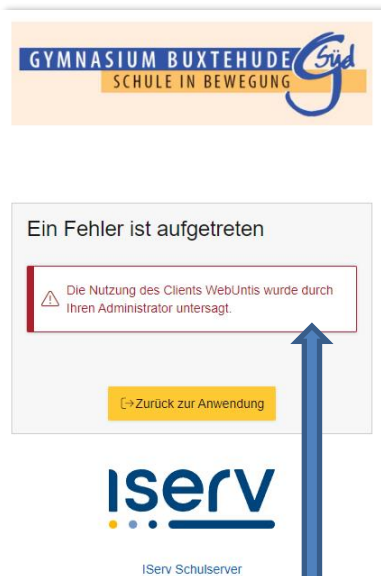 GYMNASIUM BUXTEHUDE Süd
SCHULE IN BEWEGUNG
Ein Fehler ist aufgetreten
Die Nutzung des Clients WebUntis wurde durch
Ihren Administrator untersagt.
Zurück zur Anwendung
IServ
IServ Schulserver